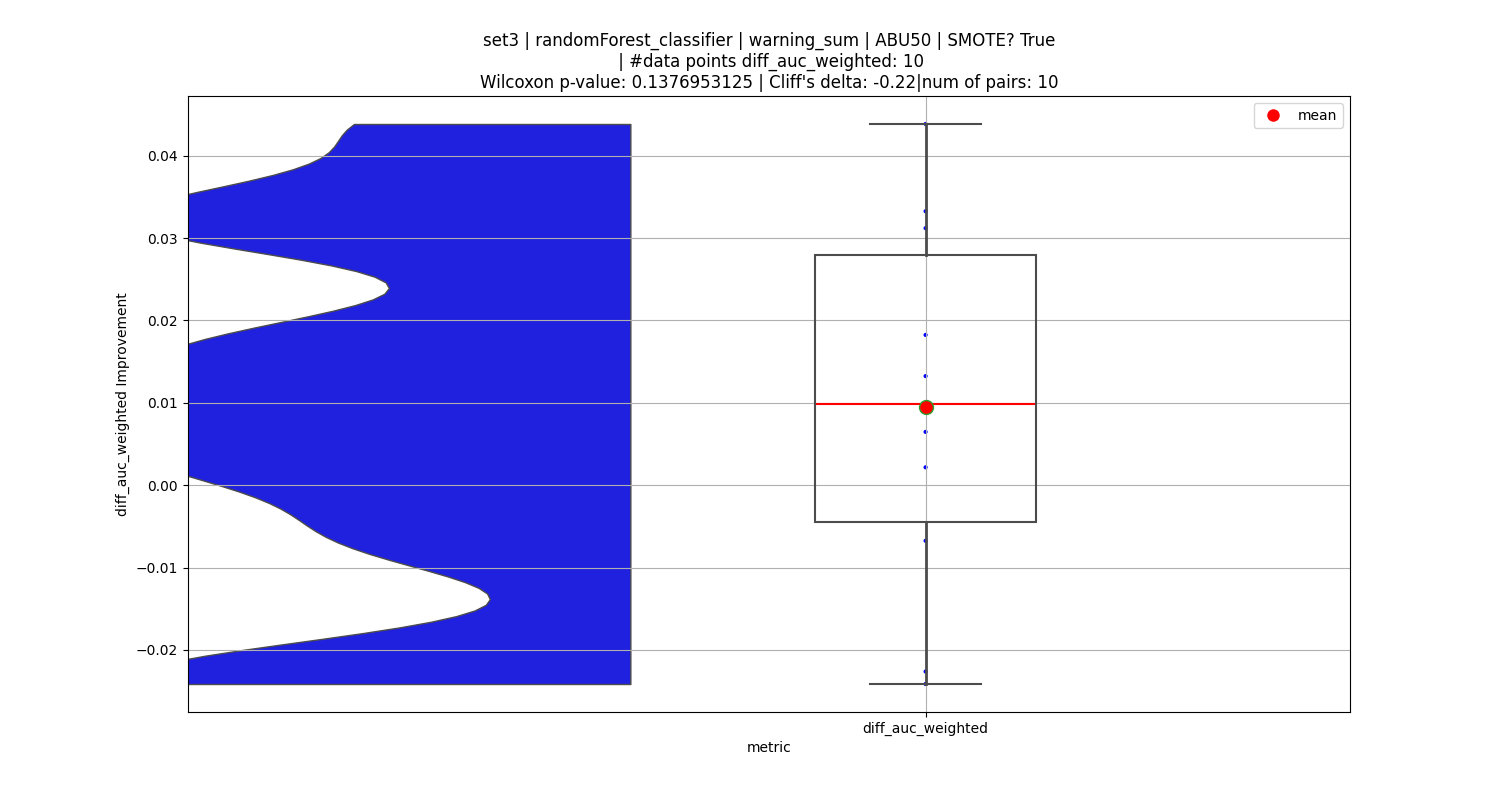 set3 | randomForest_classifier | warning_sum | ABU50 | SMOTE? True
| #data points diff_auc_weighted: 10
Wilcoxon p-value: 0.1376953125 | Cliff's delta: -0.22|num of pairs: 10
mean
0.04
0.03
0.02
0.01
0.00
−0.01
−0.02
diff_auc_weighted Improvement
diff_auc_weighted
metric